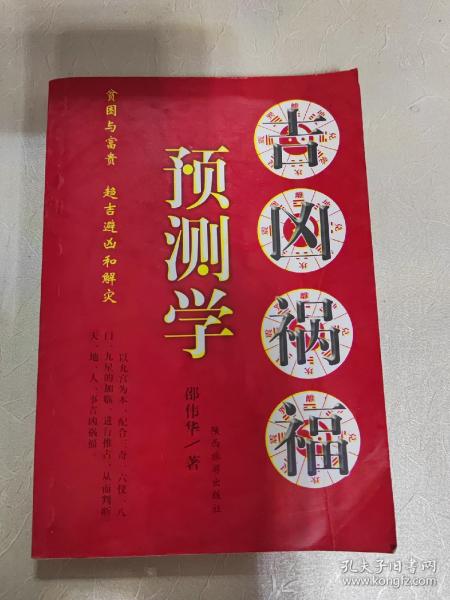 吉凶祸福
预测学
邵伟华/著
陕西旅游出版社
贫困与富贵 趋吉避凶和解灾
以九宫为本、配合三奇、六仪、八
门、九星的加临、进行推占、从而判断
天、地、人、事吉凶祸福。
孔夫子旧书网
kongfz.com